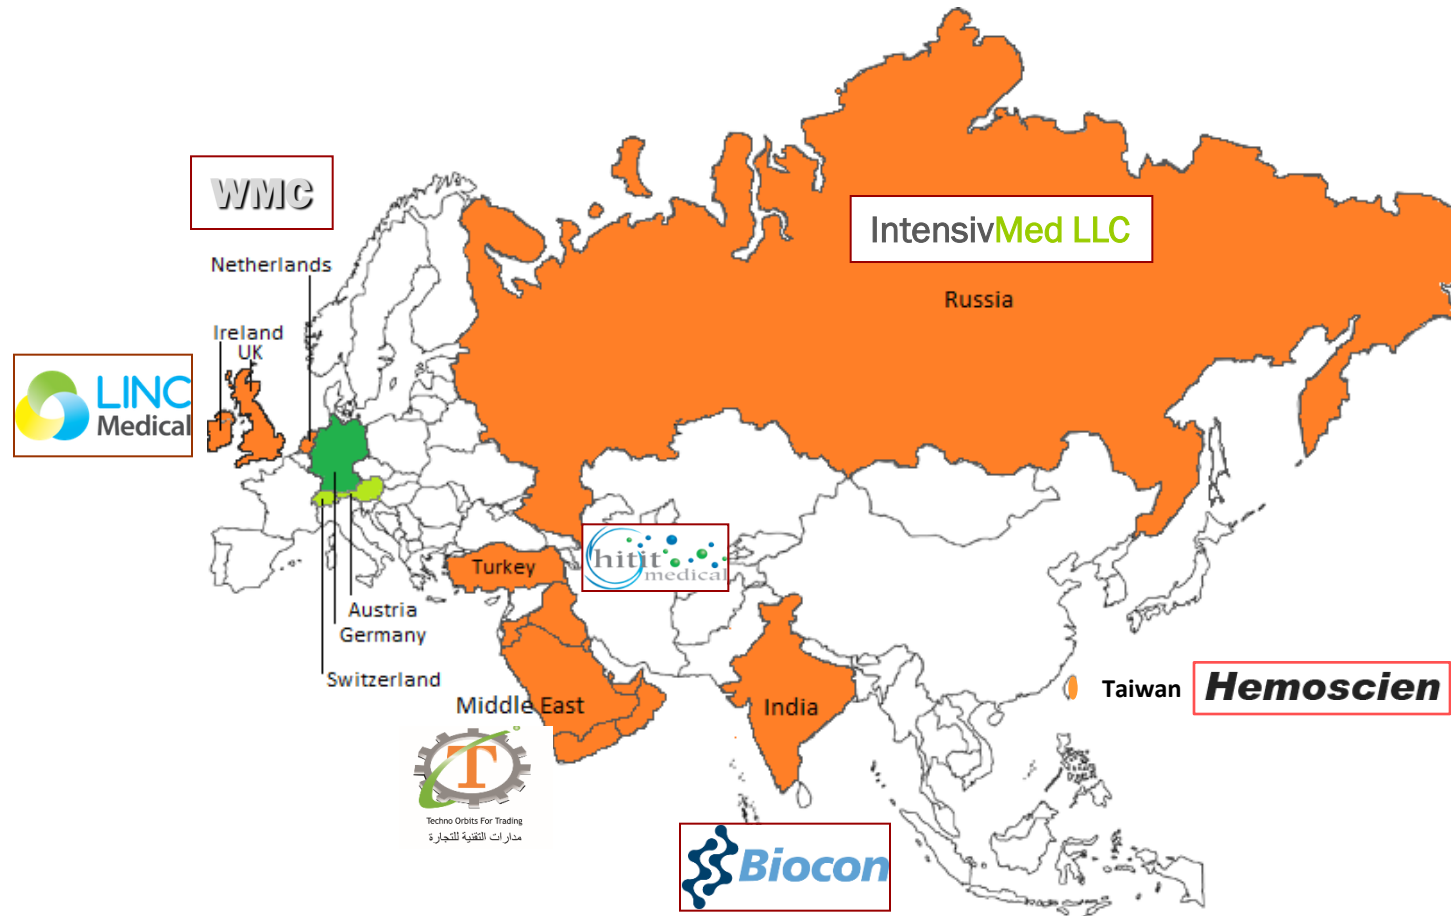 WMC
IntensivMed LLC
Netherlands
Russia
Ireland
UK
LINC
Medical
hitit
medical
Turkey
Austria
Germany
Switzerland
Middle East
India
Taiwan
Hemoscien
T
Techno Orbits For Trading
مدارات التقنية للتجارة
Biocon